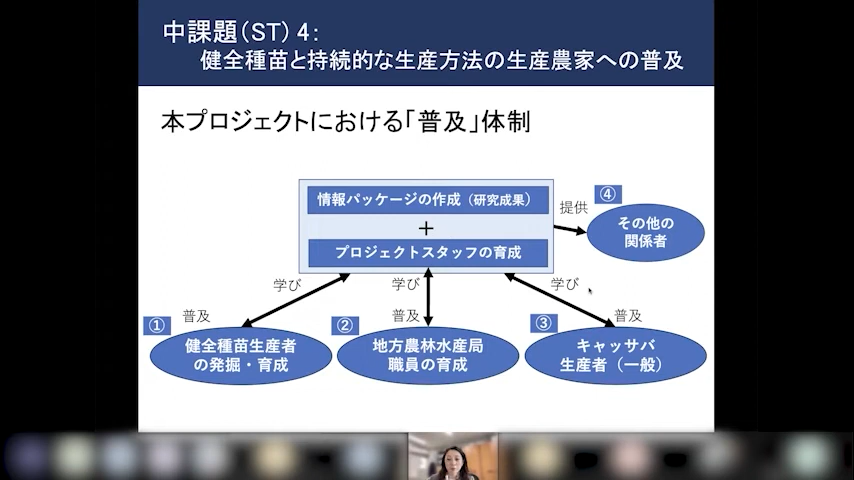 中課題（ST）4：
健全種苗と持続的な生産方法の生産農家への普及
本プロジェクトにおける「普及」体制
情報パッケージの作成（研究成果）
＋
プロジェクトスタッフの育成
提供
④
その他の
関係者
学び
学び
学び
普及
普及
普及
①
健全種苗生産者
の発掘・育成
②
地方農林水産局
職員の育成
③
キャッサバ
生産者（一般）